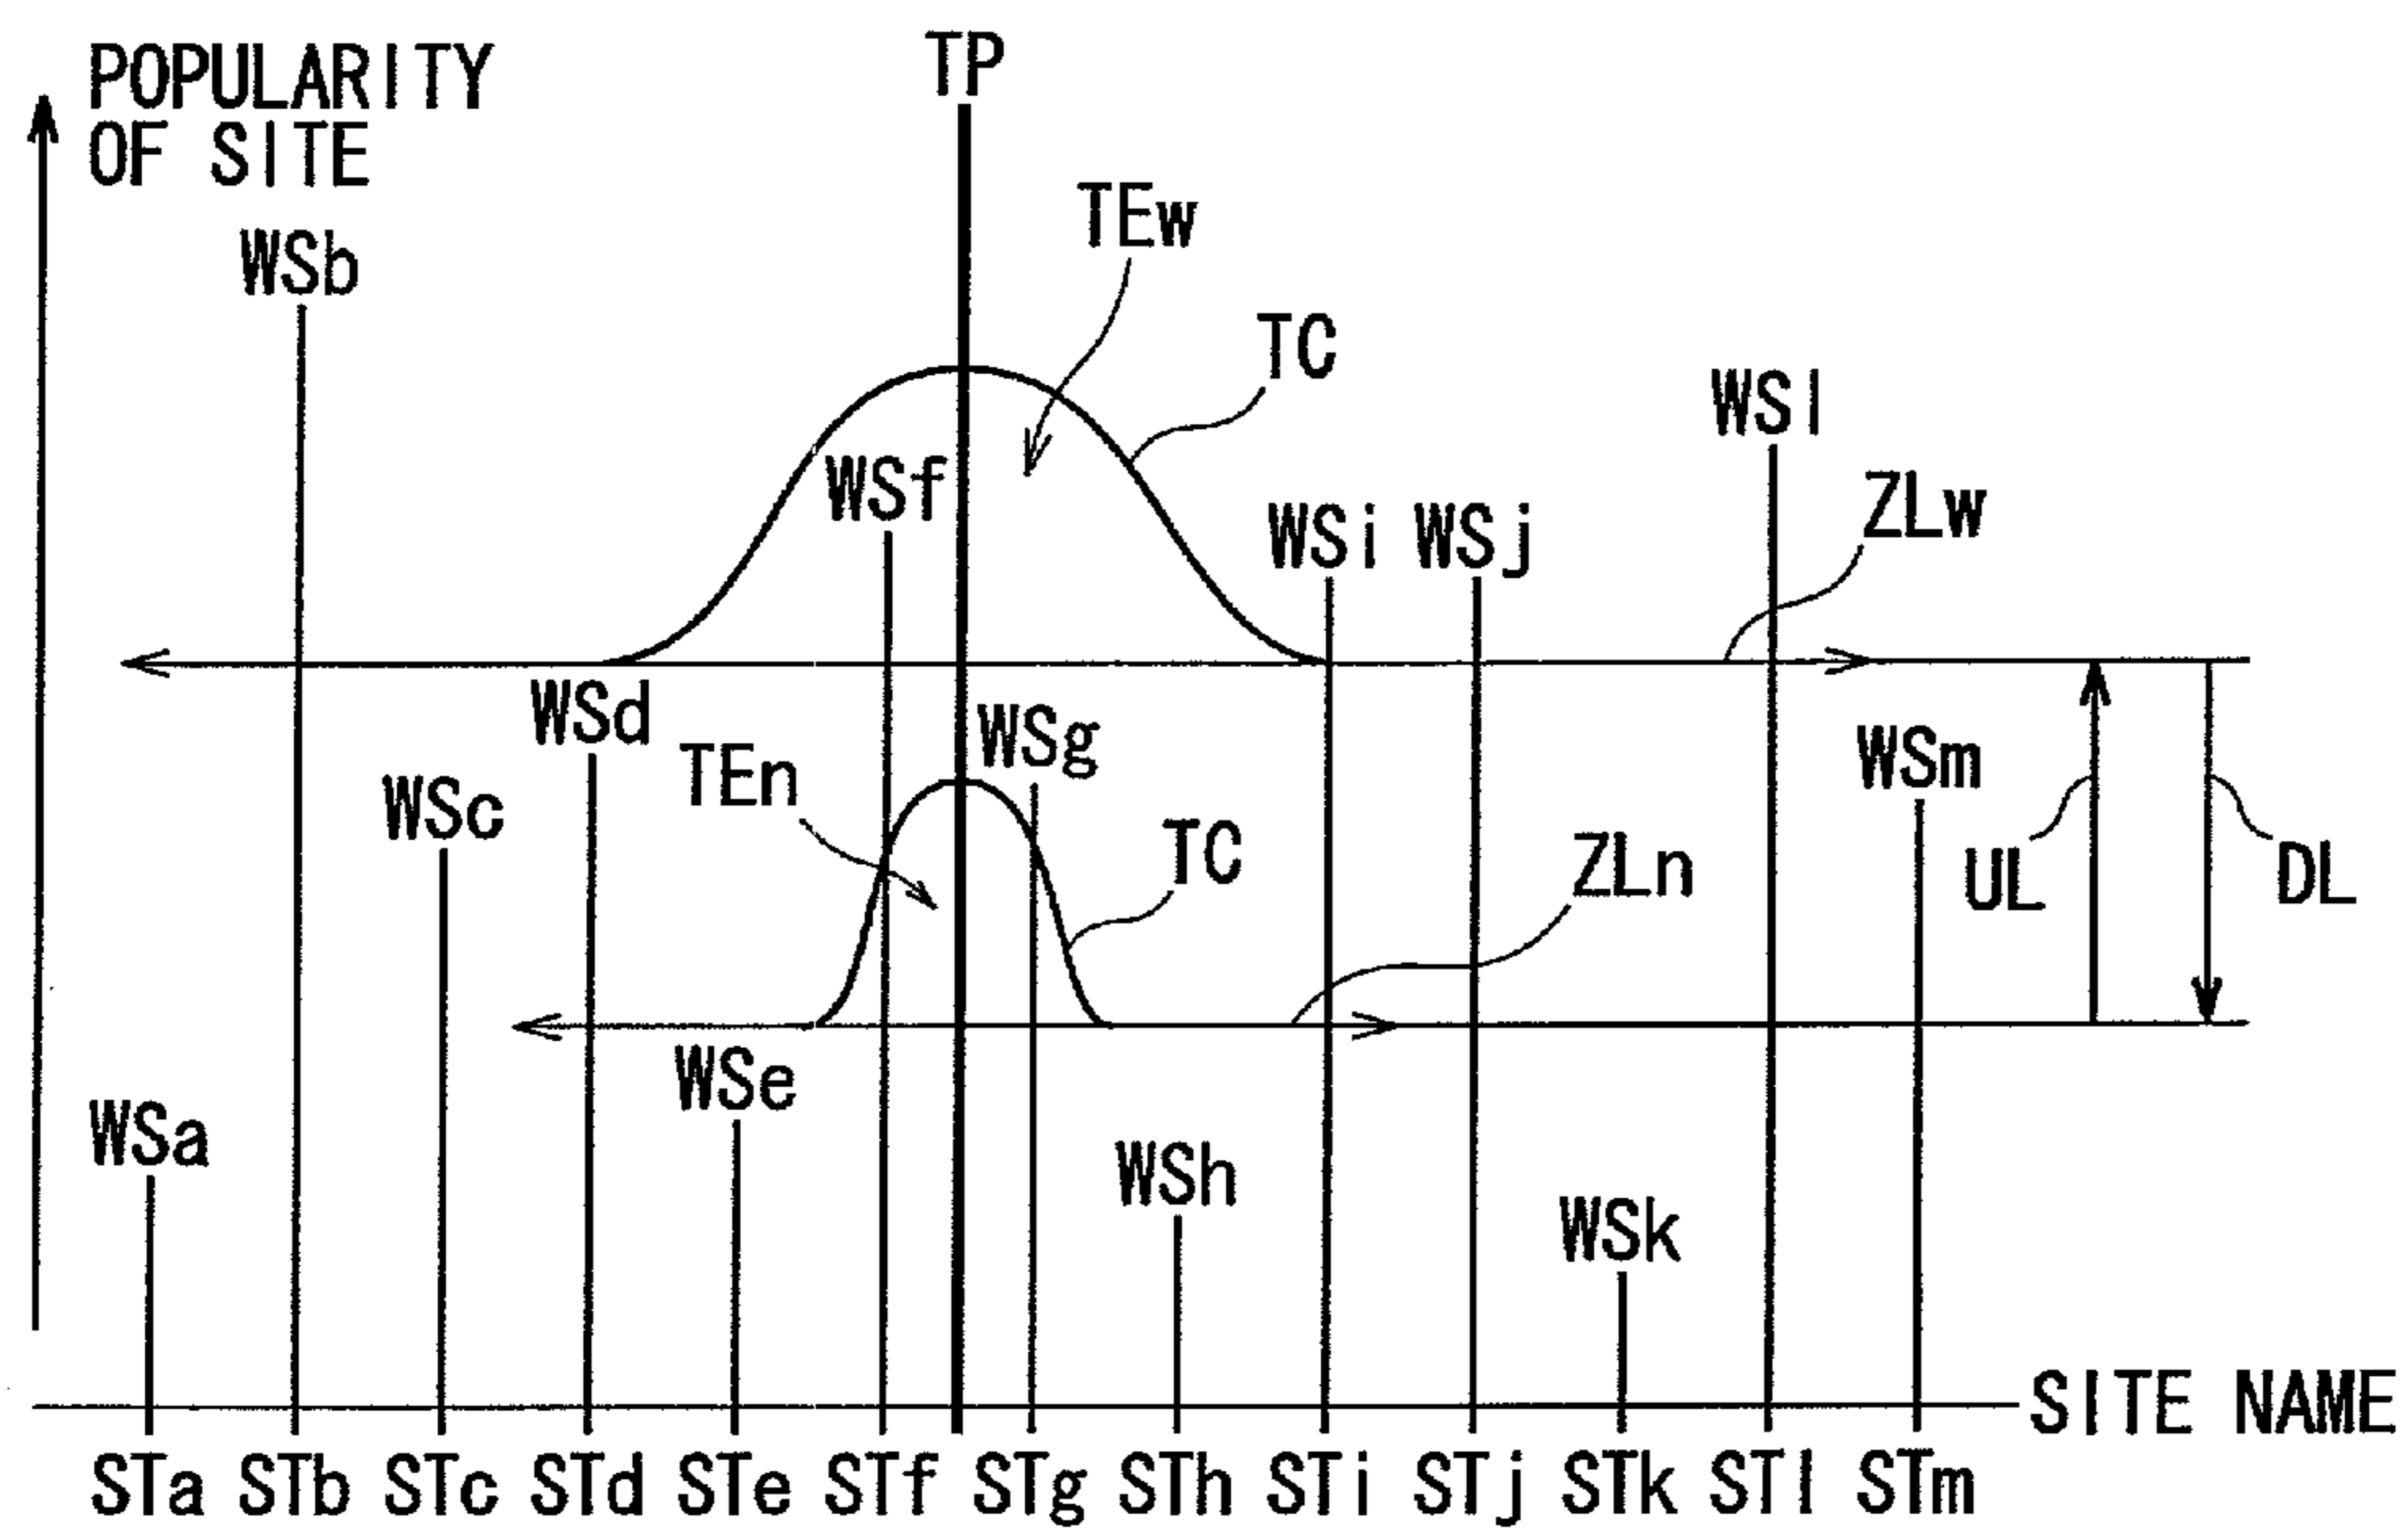 POPULARITY
OF SITE
TP
TEw
WSb
TC
WSl
WSf
ZLw
WSi WSj
WSd
WSg
TEn
WSm
WSc
TC
ZLn
UL
DL
WSe
WSa
WSh
WSk
SITE NAME
STa STb STc STd STe STf STg STh STi STj STk STl STm